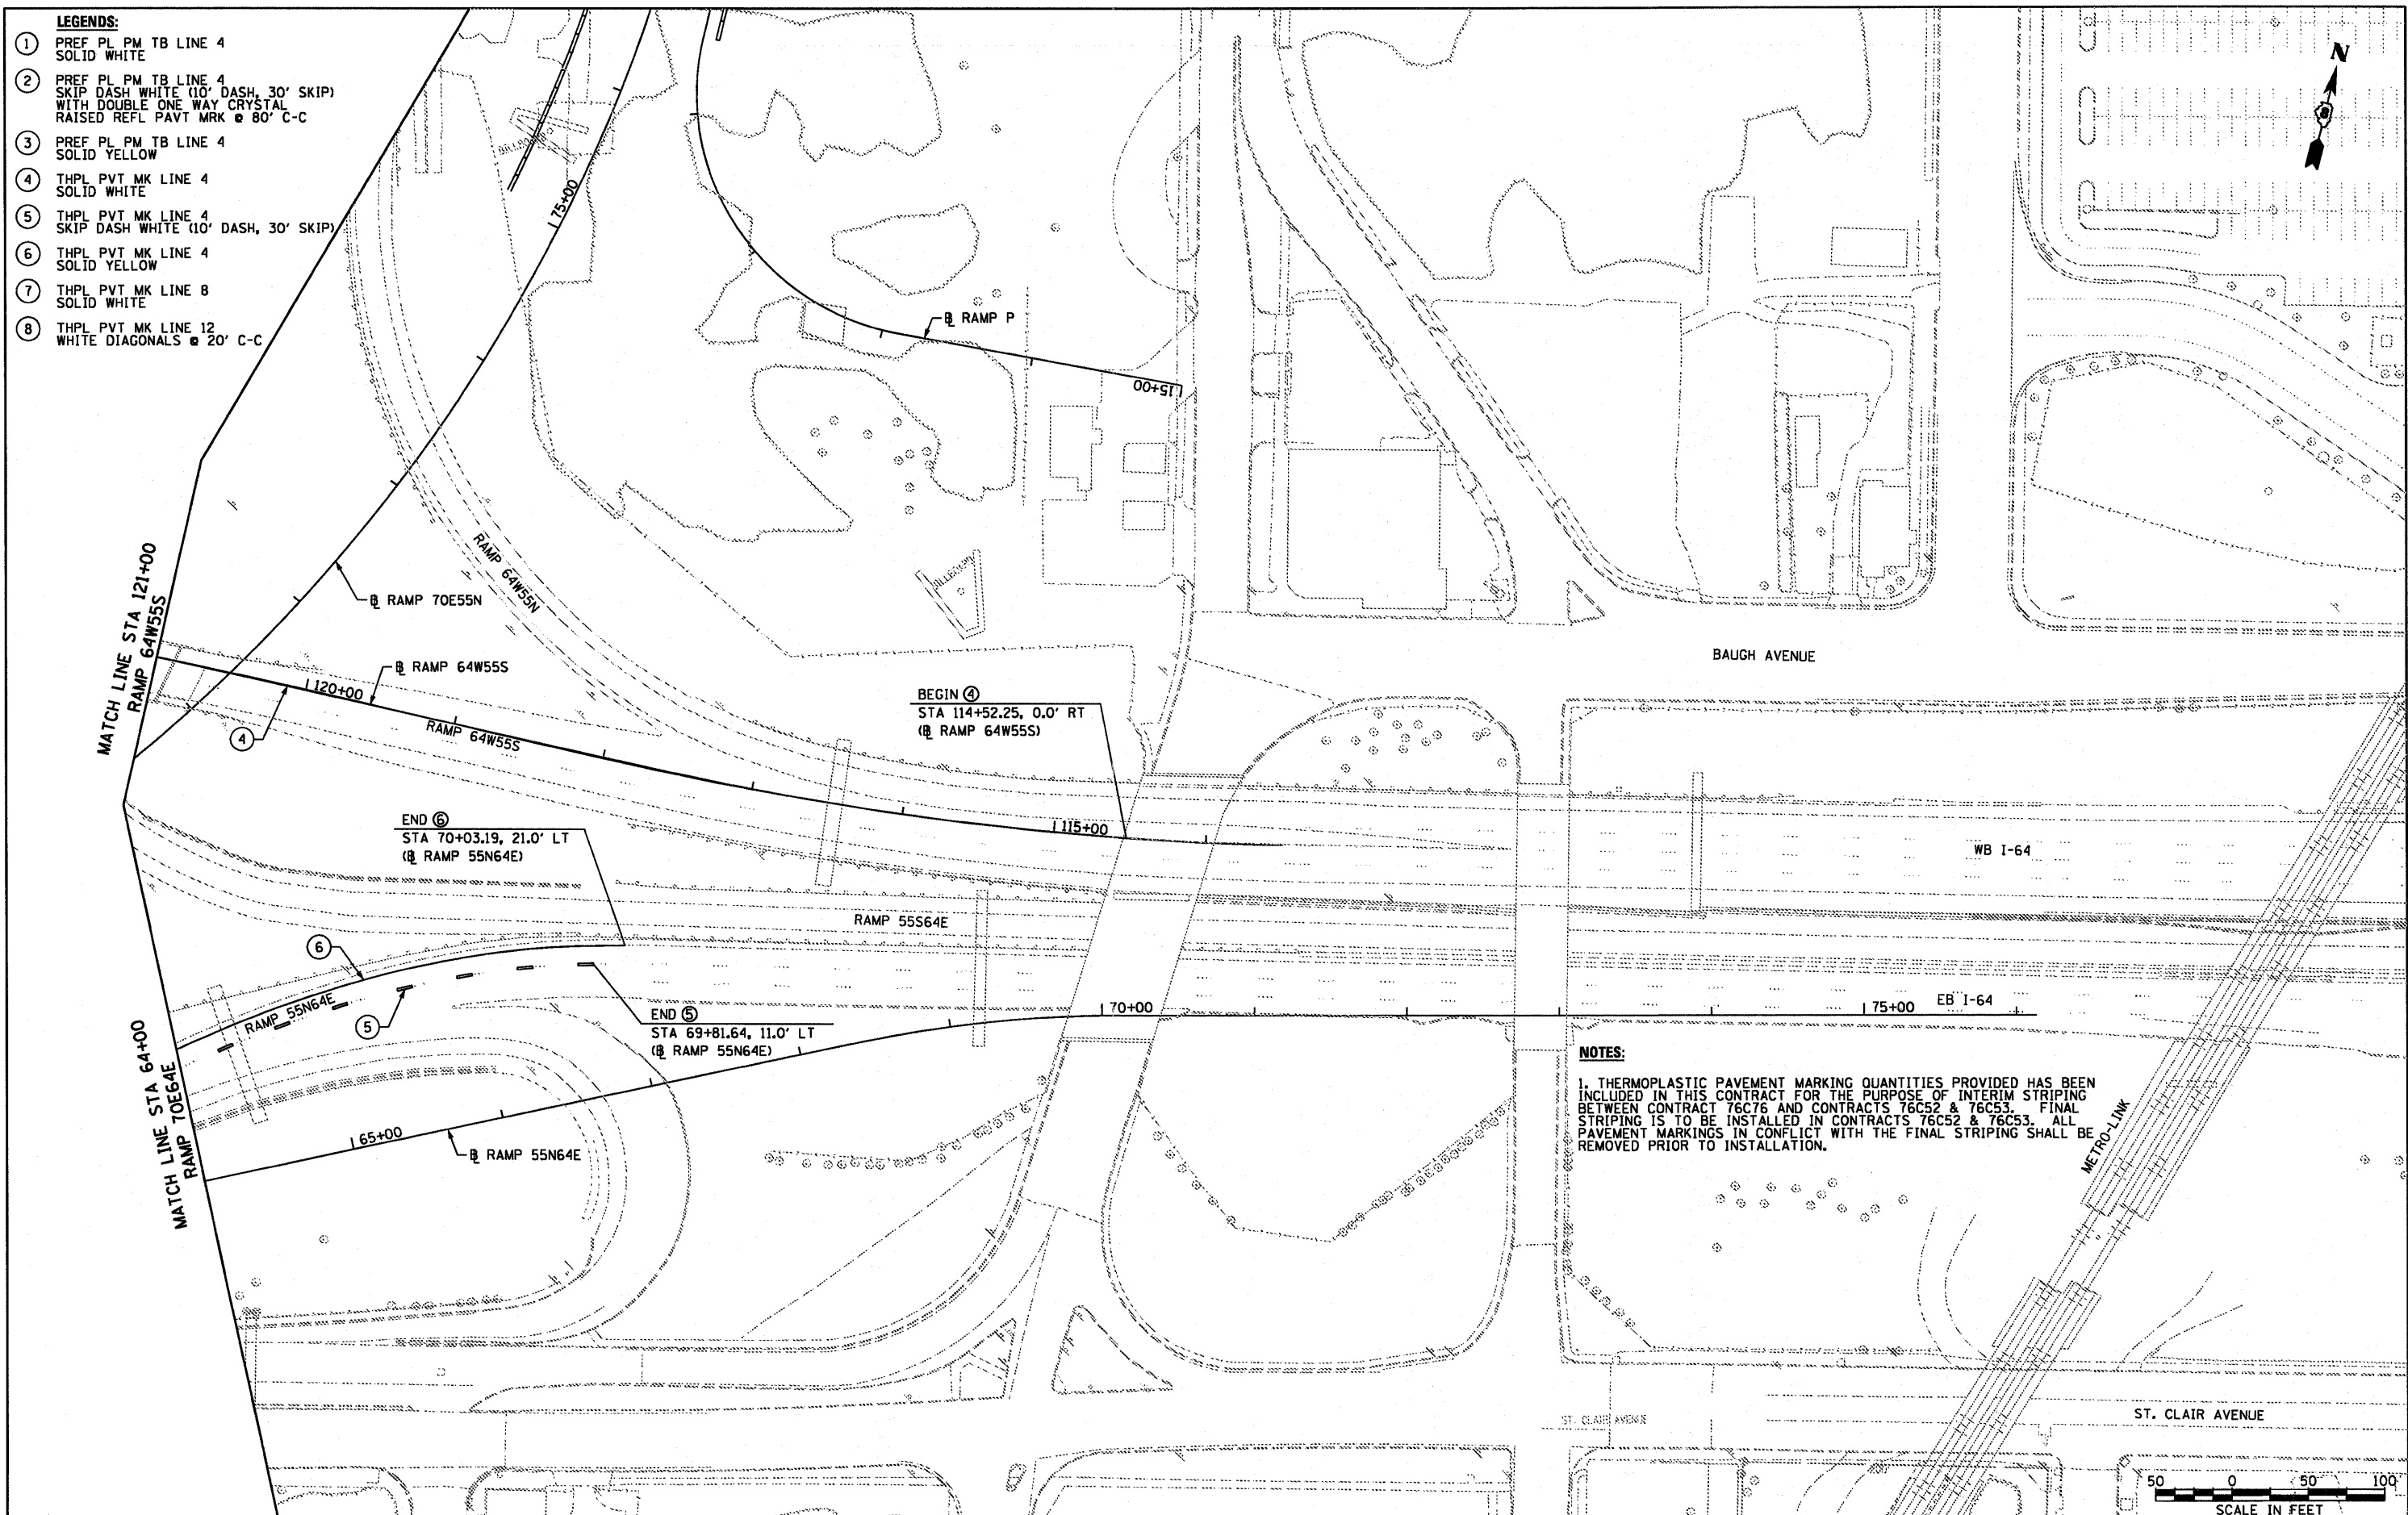 LEGENDS:
1 PREF PL PM TB LINE 4
SOLID WHITE
2 PREF PL PM TB LINE 4
SKIP DASH WHITE (10' DASH, 30' SKIP)
WITH DOUBLE ONE WAY CRYSTAL
RAISED REFL PAVT MRK @ 80' C-C
3 PREF PL PM TB LINE 4
SOLID YELLOW
4 THPL PVT MK LINE 4
SOLID WHITE
5 THPL PVT MK LINE 4
SKIP DASH WHITE (10' DASH, 30' SKIP)
6 THPL PVT MK LINE 4
SOLID YELLOW
7 THPL PVT MK LINE 8
SOLID WHITE
8 THPL PVT MK LINE 12
WHITE DIAGONALS @ 20' C-C
N
8
BILLBOARD
75+00
℄ RAMP P
15+00
RAMP 64W55N
BILLBOARD
℄ RAMP 70E55N
MATCH LINE STA 121+00
RAMP 64W55S
℄ RAMP 64W55S
120+00
4
RAMP 64W55S
BEGIN 4
STA 114+52.25, 0.0' RT
(℄ RAMP 64W55S)
115+00
BAUGH AVENUE
WB I-64
END 6
STA 70+03.19, 21.0' LT
(℄ RAMP 55N64E)
RAMP 55S64E
6
RAMP 55N64E
5
END 5
STA 69+81.64, 11.0' LT
(℄ RAMP 55N64E)
70+00
75+00
EB I-64
MATCH LINE STA 64+00
RAMP 70E64E
65+00
℄ RAMP 55N64E
NOTES:
1. THERMOPLASTIC PAVEMENT MARKING QUANTITIES PROVIDED HAS BEEN
INCLUDED IN THIS CONTRACT FOR THE PURPOSE OF INTERIM STRIPING
BETWEEN CONTRACT 76C76 AND CONTRACTS 76C52 & 76C53. FINAL
STRIPING IS TO BE INSTALLED IN CONTRACTS 76C52 & 76C53. ALL
PAVEMENT MARKINGS IN CONFLICT WITH THE FINAL STRIPING SHALL BE
REMOVED PRIOR TO INSTALLATION.
METRO-LINK
ST. CLAIR AVENUE
ST. CLAIR AVENUE
50 0 50 100
SCALE IN FEET